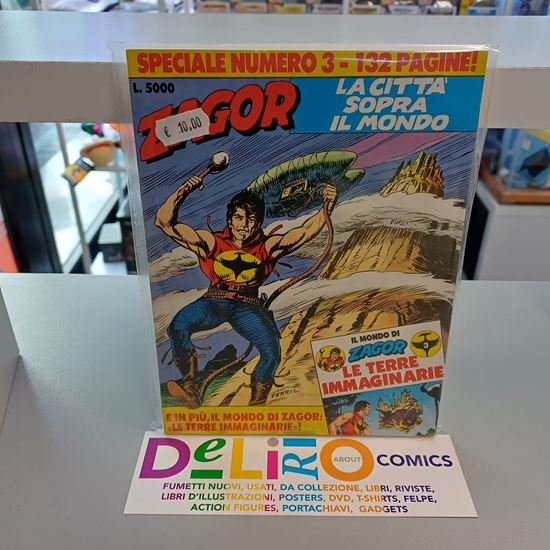 SPECIALE NUMERO 3 - 132 PAGINE!
L. 5000
ZAGOR
€ 10,00
LA CITTÀ
SOPRA
IL MONDO
FERRI G.
IL MONDO DI
ZAGOR
3
LE TERRE
IMMAGINARIE
E IN PIÙ, IL MONDO DI ZAGOR:
«LE TERRE IMMAGINARIE»!
DeLiRiO
ABOUT
COMICS
FUMETTI NUOVI, USATI, DA COLLEZIONE, LIBRI, RIVISTE,
LIBRI D'ILLUSTRAZIONI, POSTERS, DVD, T-SHIRTS, FELPE,
ACTION FIGURES, PORTACHIAVI, GADGETS